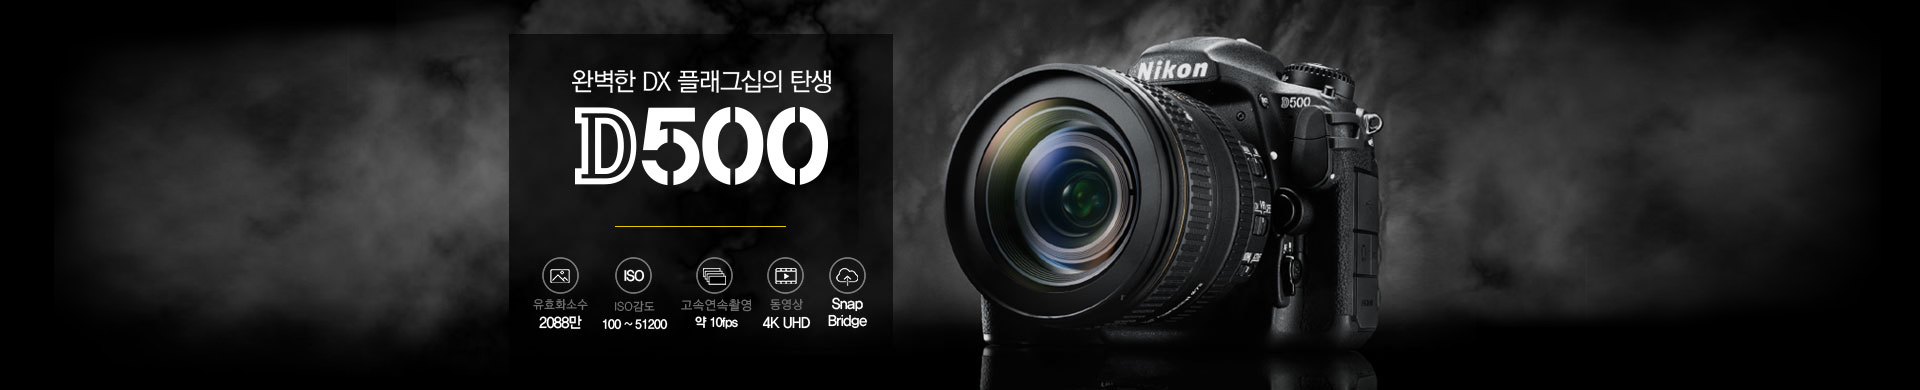 완벽한 DX 플래그십의 탄생
D500
ISO
유효화소수
2088만
ISO감도
100 ~ 51200
고속연속촬영
약 10fps
동영상
4K UHD
Snap
Bridge
Nikon
D500